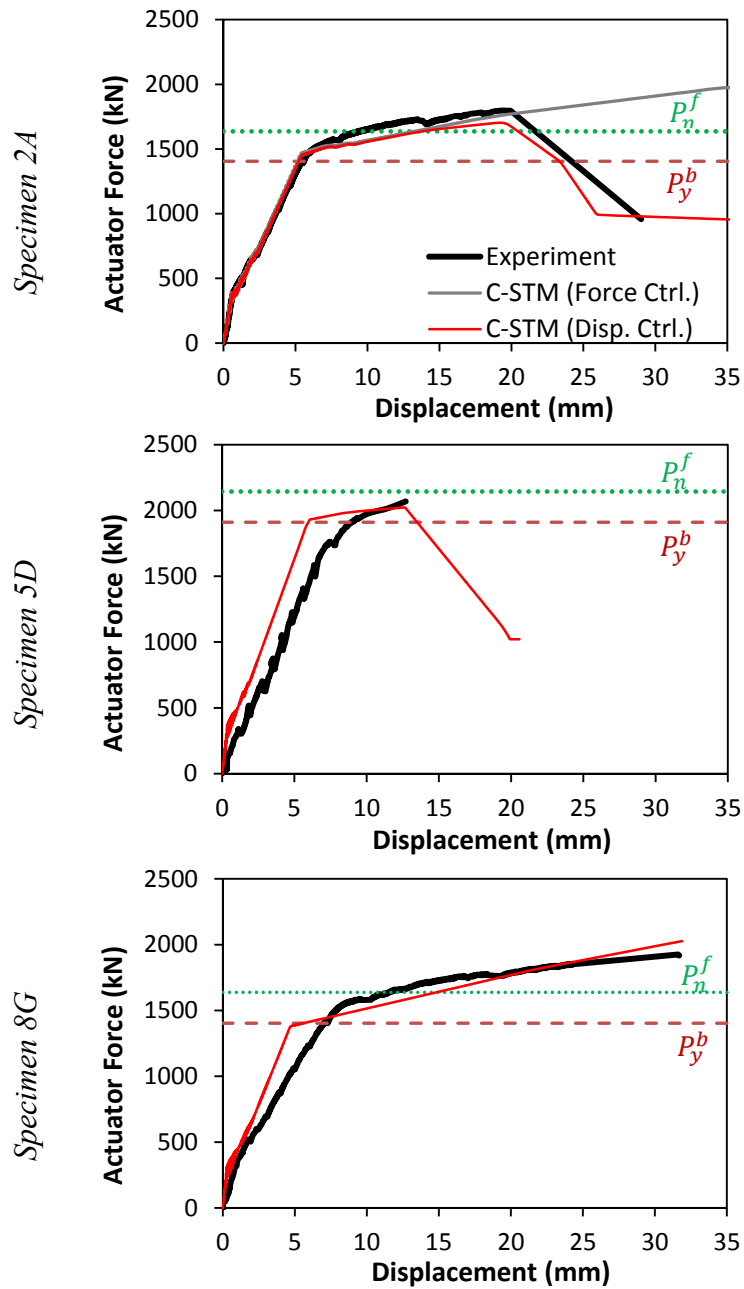 Specimen 2A
Actuator Force (kN)
2500
2000
1500
1000
500
0
P_n^f
P_y^b
Experiment
C-STM (Force Ctrl.)
C-STM (Disp. Ctrl.)
0 5 10 15 20 25 30 35
Displacement (mm)
Specimen 5D
Actuator Force (kN)
2500
2000
1500
1000
500
0
P_n^f
P_y^b
0 5 10 15 20 25 30 35
Displacement (mm)
Specimen 8G
Actuator Force (kN)
2500
2000
1500
1000
500
0
P_n^f
P_y^b
0 5 10 15 20 25 30 35
Displacement (mm)